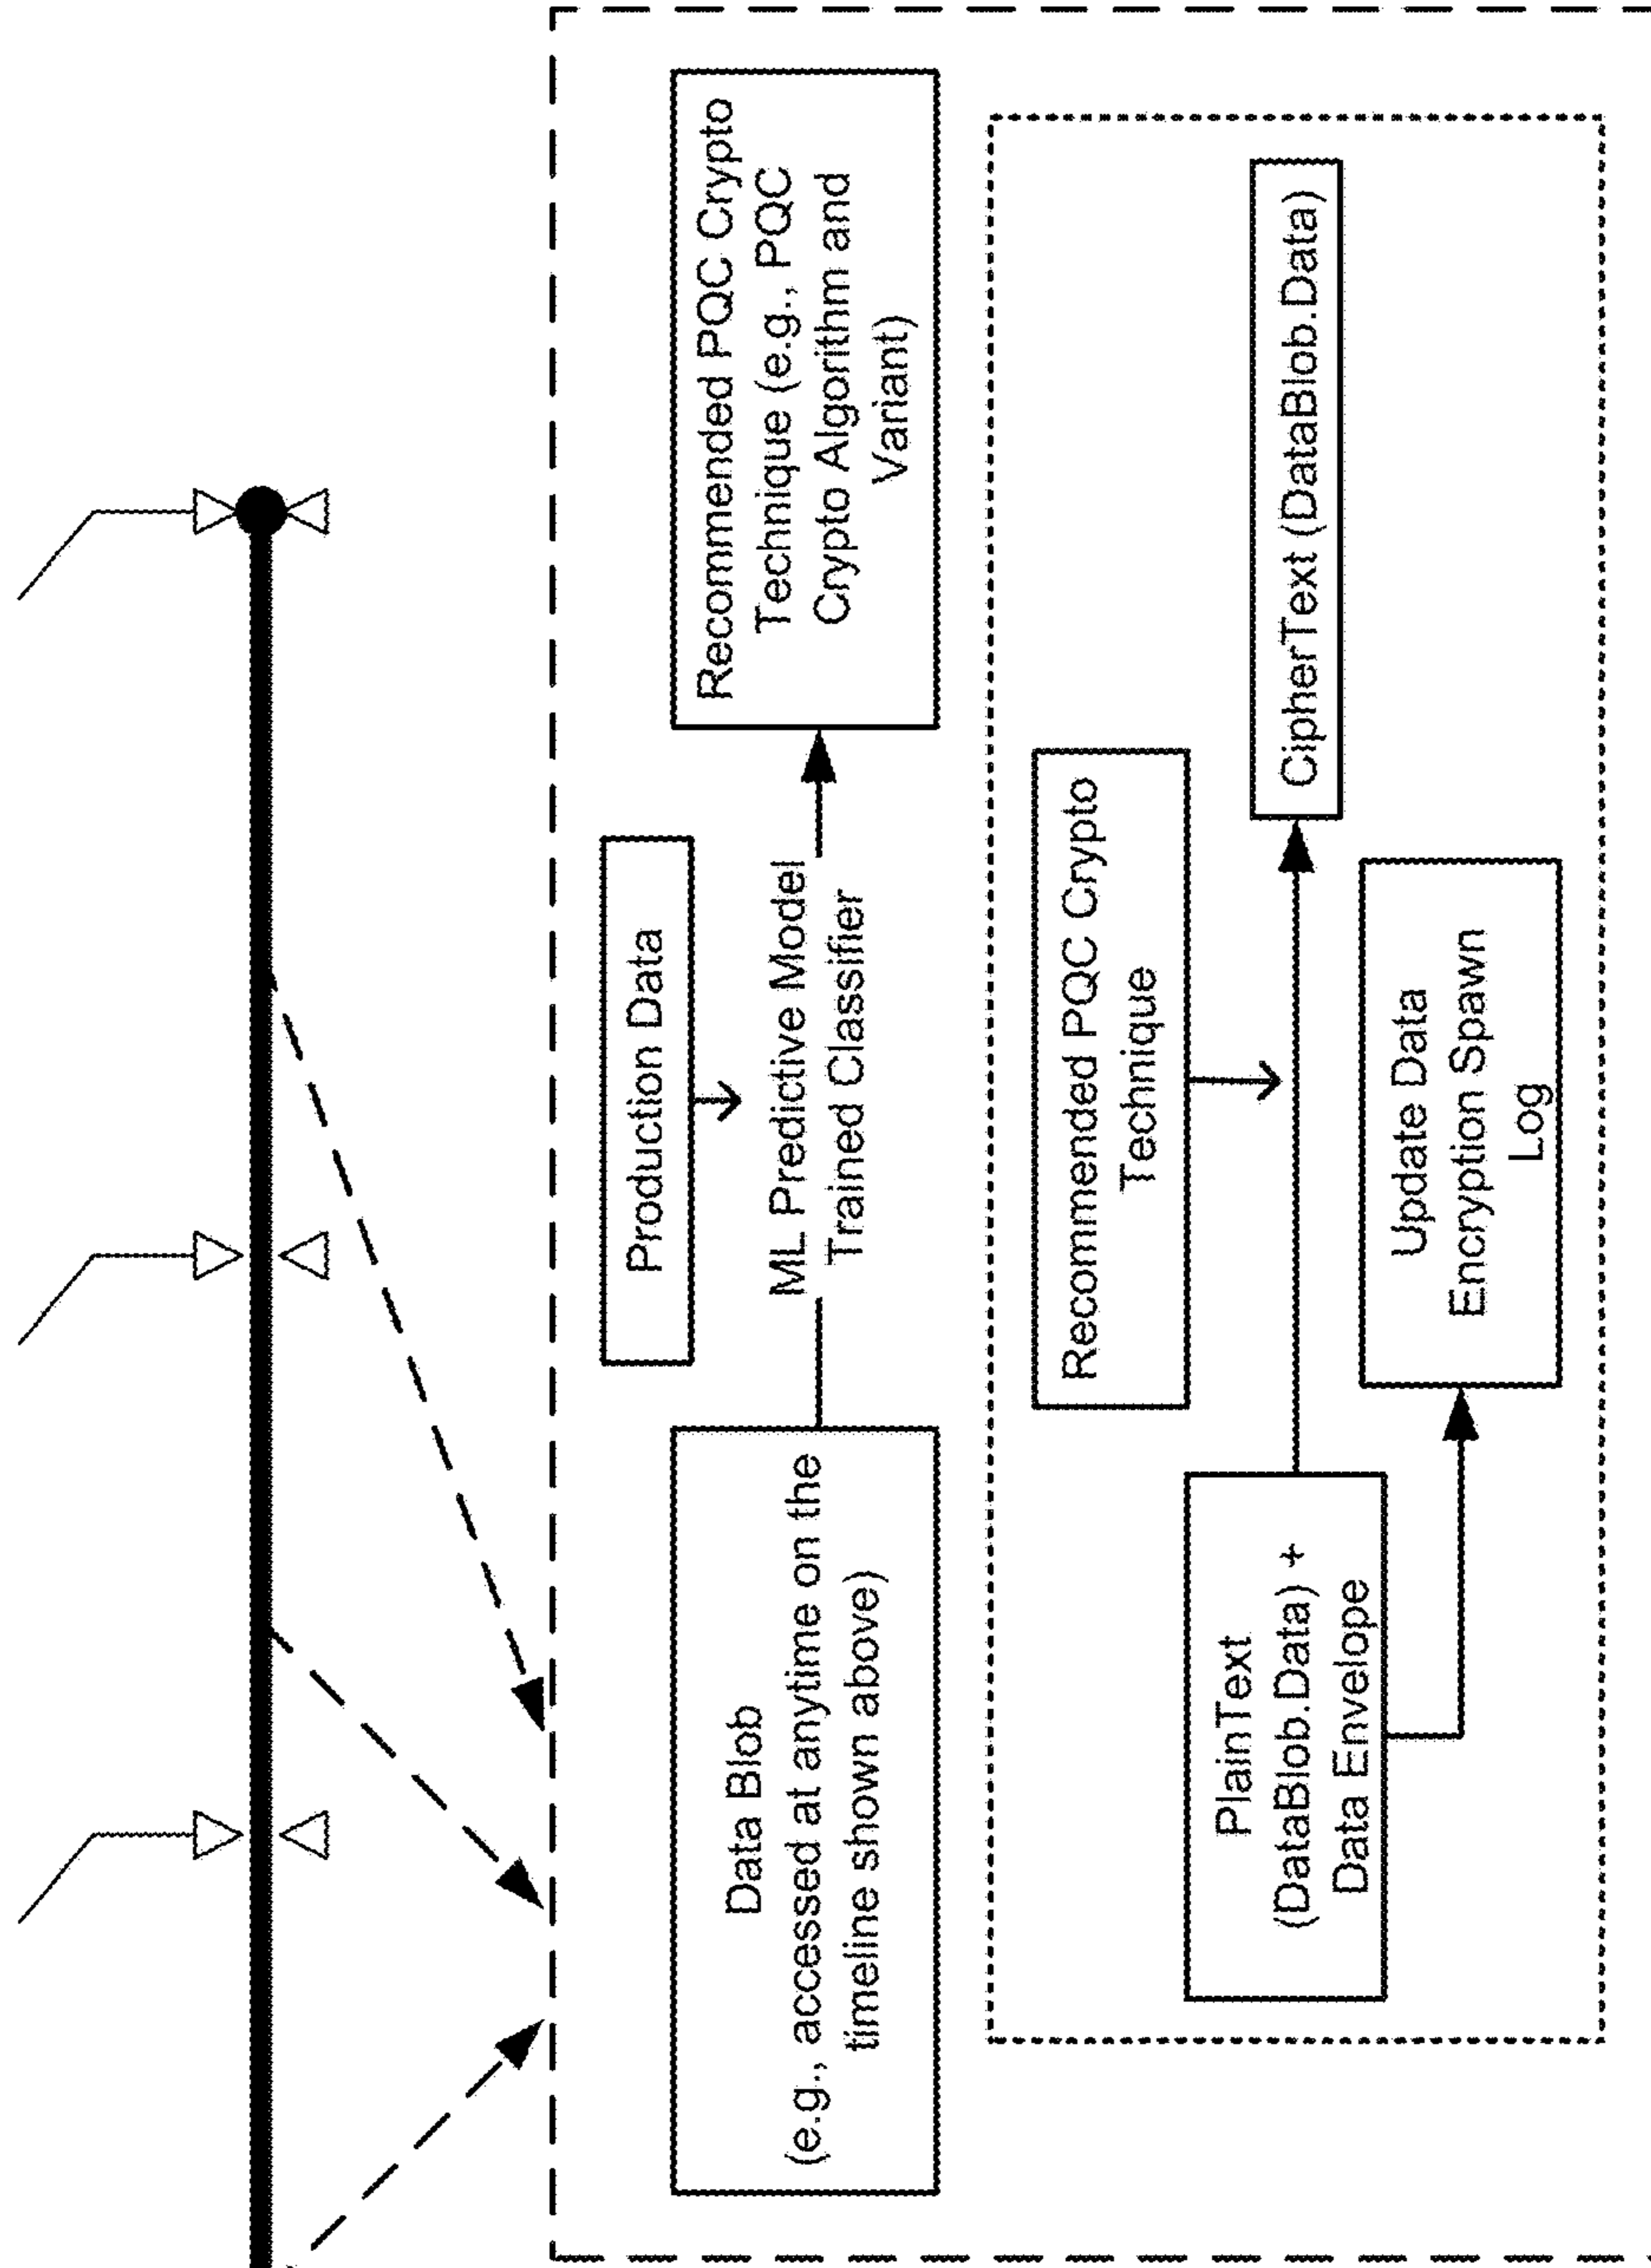 Production Data
Data Blob
(e.g., accessed at anytime on the
timeline shown above)
ML Predictive Model
Trained Classifier
Recommended PQC Crypto
Technique (e.g., PQC
Crypto Algorithm and
Variant)
Recommended PQC Crypto
Technique
PlainText
(DataBlob.Data) +
Data Envelope
CipherText (DataBlob.Data)
Update Data
Encryption Spawn
Log